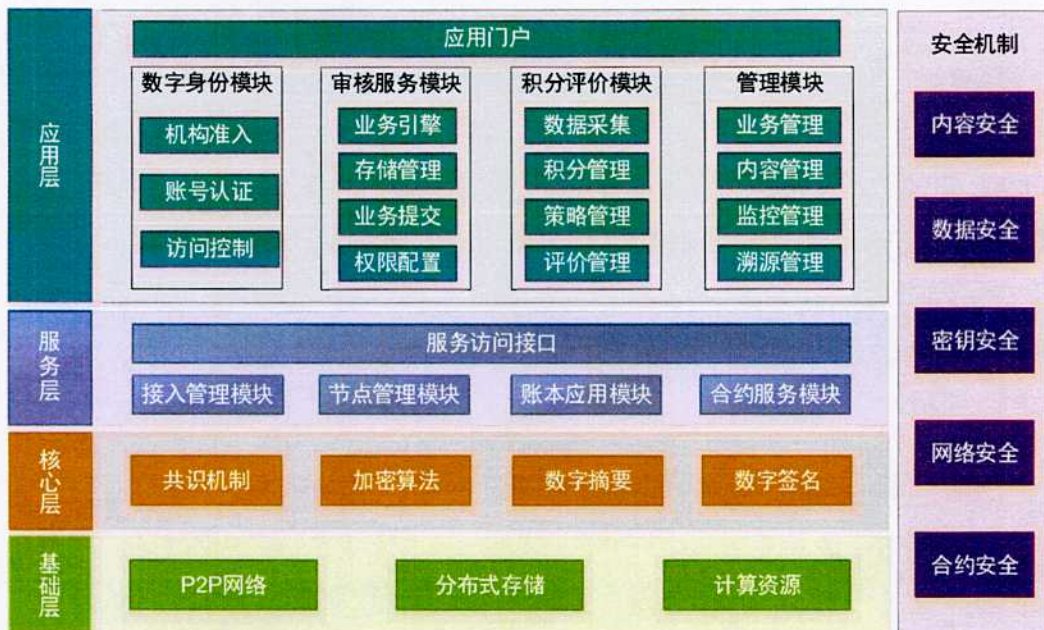 应用层
应用门户
数字身份模块
机构准入
账号认证
访问控制
审核服务模块
业务引擎
存储管理
业务提交
权限配置
积分评价模块
数据采集
积分管理
策略管理
评价管理
管理模块
业务管理
内容管理
监控管理
溯源管理
服务层
服务访问接口
接入管理模块
节点管理模块
账本应用模块
合约服务模块
核心层
共识机制
加密算法
数字摘要
数字签名
基础层
P2P网络
分布式存储
计算资源
安全机制
内容安全
数据安全
密钥安全
网络安全
合约安全